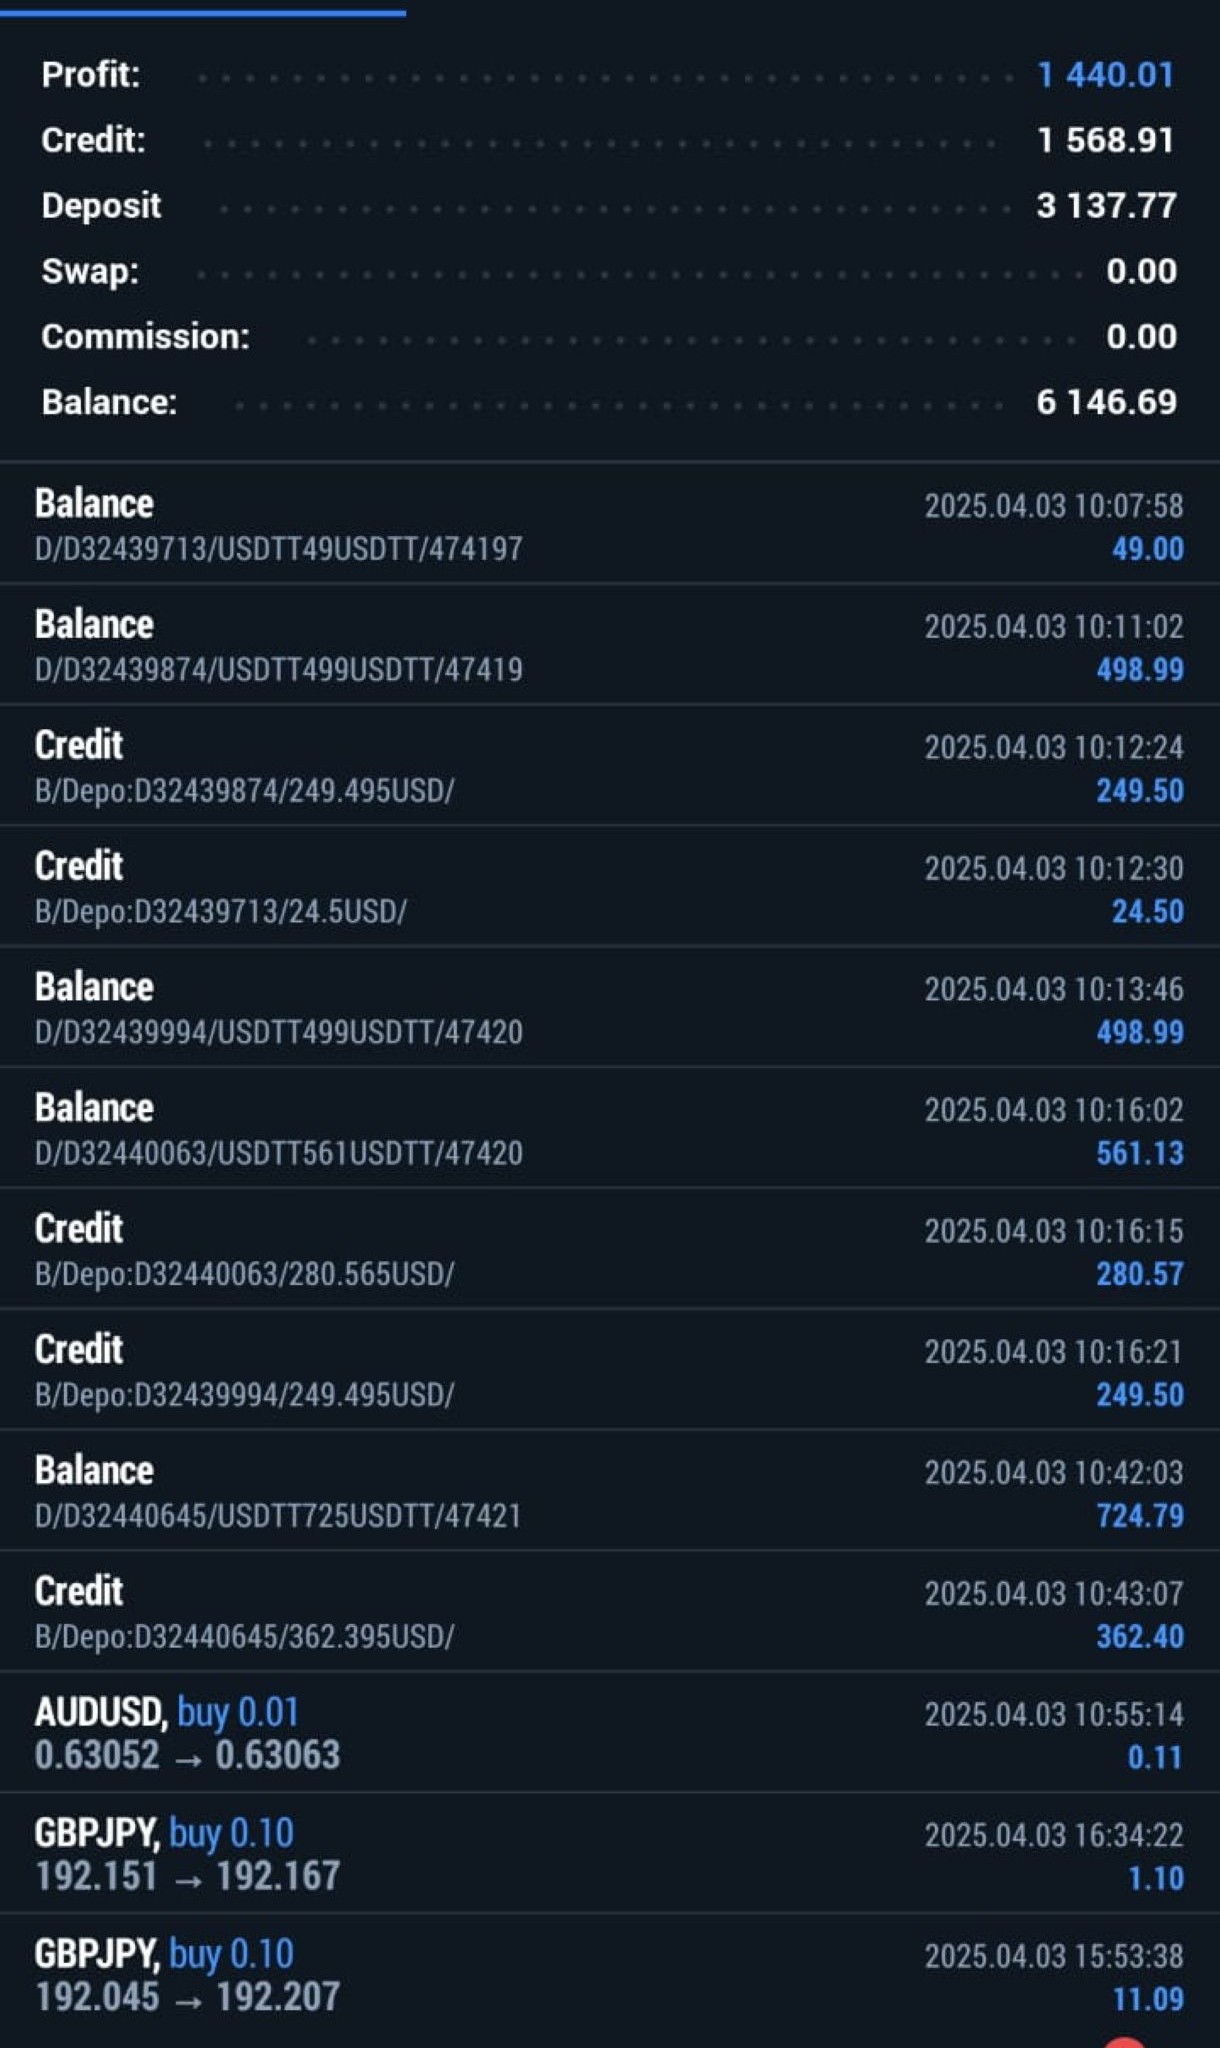 Profit: 1 440.01
Credit: 1 568.91
Deposit 3 137.77
Swap: 0.00
Commission: 0.00
Balance: 6 146.69
Balance 2025.04.03 10:07:58
D/D32439713/USDTT49USDTT/474197 49.00
Balance 2025.04.03 10:11:02
D/D32439874/USDTT499USDTT/47419 498.99
Credit 2025.04.03 10:12:24
B/Depo:D32439874/249.495USD/ 249.50
Credit 2025.04.03 10:12:30
B/Depo:D32439713/24.5USD/ 24.50
Balance 2025.04.03 10:13:46
D/D32439994/USDTT499USDTT/47420 498.99
Balance 2025.04.03 10:16:02
D/D32440063/USDTT561USDTT/47420 561.13
Credit 2025.04.03 10:16:15
B/Depo:D32440063/280.565USD/ 280.57
Credit 2025.04.03 10:16:21
B/Depo:D32439994/249.495USD/ 249.50
Balance 2025.04.03 10:42:03
D/D32440645/USDTT725USDTT/47421 724.79
Credit 2025.04.03 10:43:07
B/Depo:D32440645/362.395USD/ 362.40
AUDUSD, buy 0.01 2025.04.03 10:55:14
0.63052 → 0.63063 0.11
GBPJPY, buy 0.10 2025.04.03 16:34:22
192.151 → 192.167 1.10
GBPJPY, buy 0.10 2025.04.03 15:53:38
192.045 → 192.207 11.09